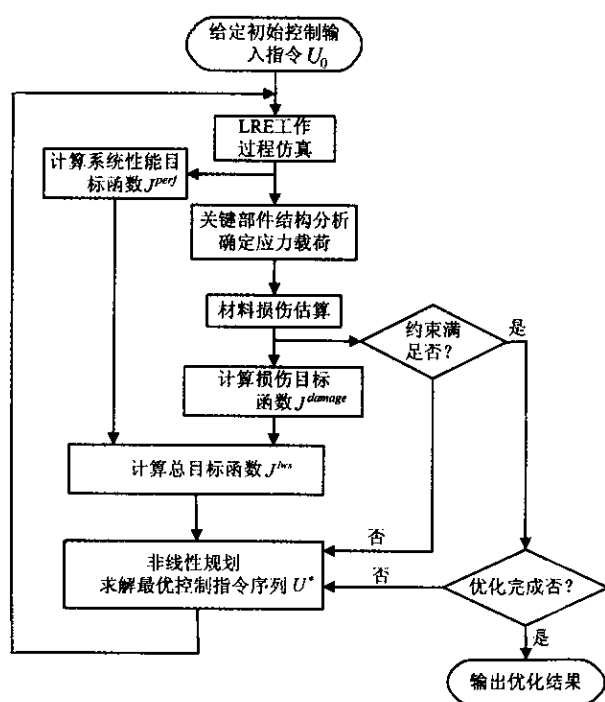 给定初始控制输
入指令 U₀
LRE工作
过程仿真
计算系统性能目
标函数 J^perf
关键部件结构分析
确定应力载荷
材料损伤估算
约束满
足否？
是
计算损伤目标
函数 J^damage
计算总目标函数 J^lws
否
非线性规划
求解最优控制指令序列 U*
否
优化完成否？
是
输出优化结果